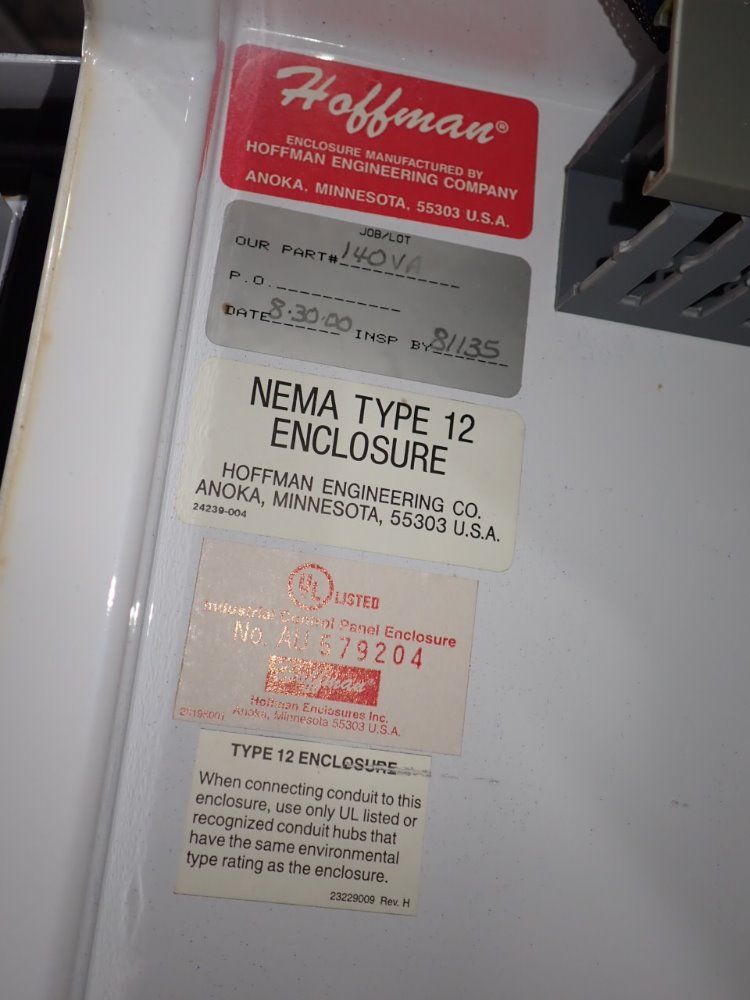 Hoffman®
ENCLOSURE MANUFACTURED BY
HOFFMAN ENGINEERING COMPANY
ANOKA, MINNESOTA, 55303 U.S.A.
JOB/LOT
OUR PART# 140VA
P.O.
DATE 8-30-00 INSP BY 81135
NEMA TYPE 12
ENCLOSURE
HOFFMAN ENGINEERING CO.
ANOKA, MINNESOTA, 55303 U.S.A.
24239-004
UL LISTED
Industrial Control Panel Enclosure
No. AU 579204
Hoffman
Hoffman Enclosures Inc.
Anoka, Minnesota 55303 U.S.A.
TYPE 12 ENCLOSURE
When connecting conduit to this
enclosure, use only UL listed or
recognized conduit hubs that
have the same environmental
type rating as the enclosure.
23229009 Rev. H